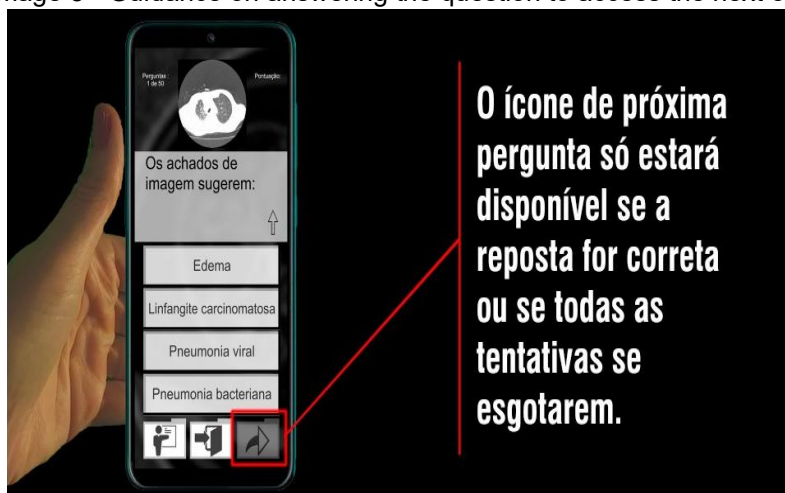 Perguntas :
1 de 50
Pontuação:
Os achados de
imagem sugerem:
Edema
Linfangite carcinomatosa
Pneumonia viral
Pneumonia bacteriana
O ícone de próxima
pergunta só estará
disponível se a
reposta for correta
ou se todas as
tentativas se
esgotarem.